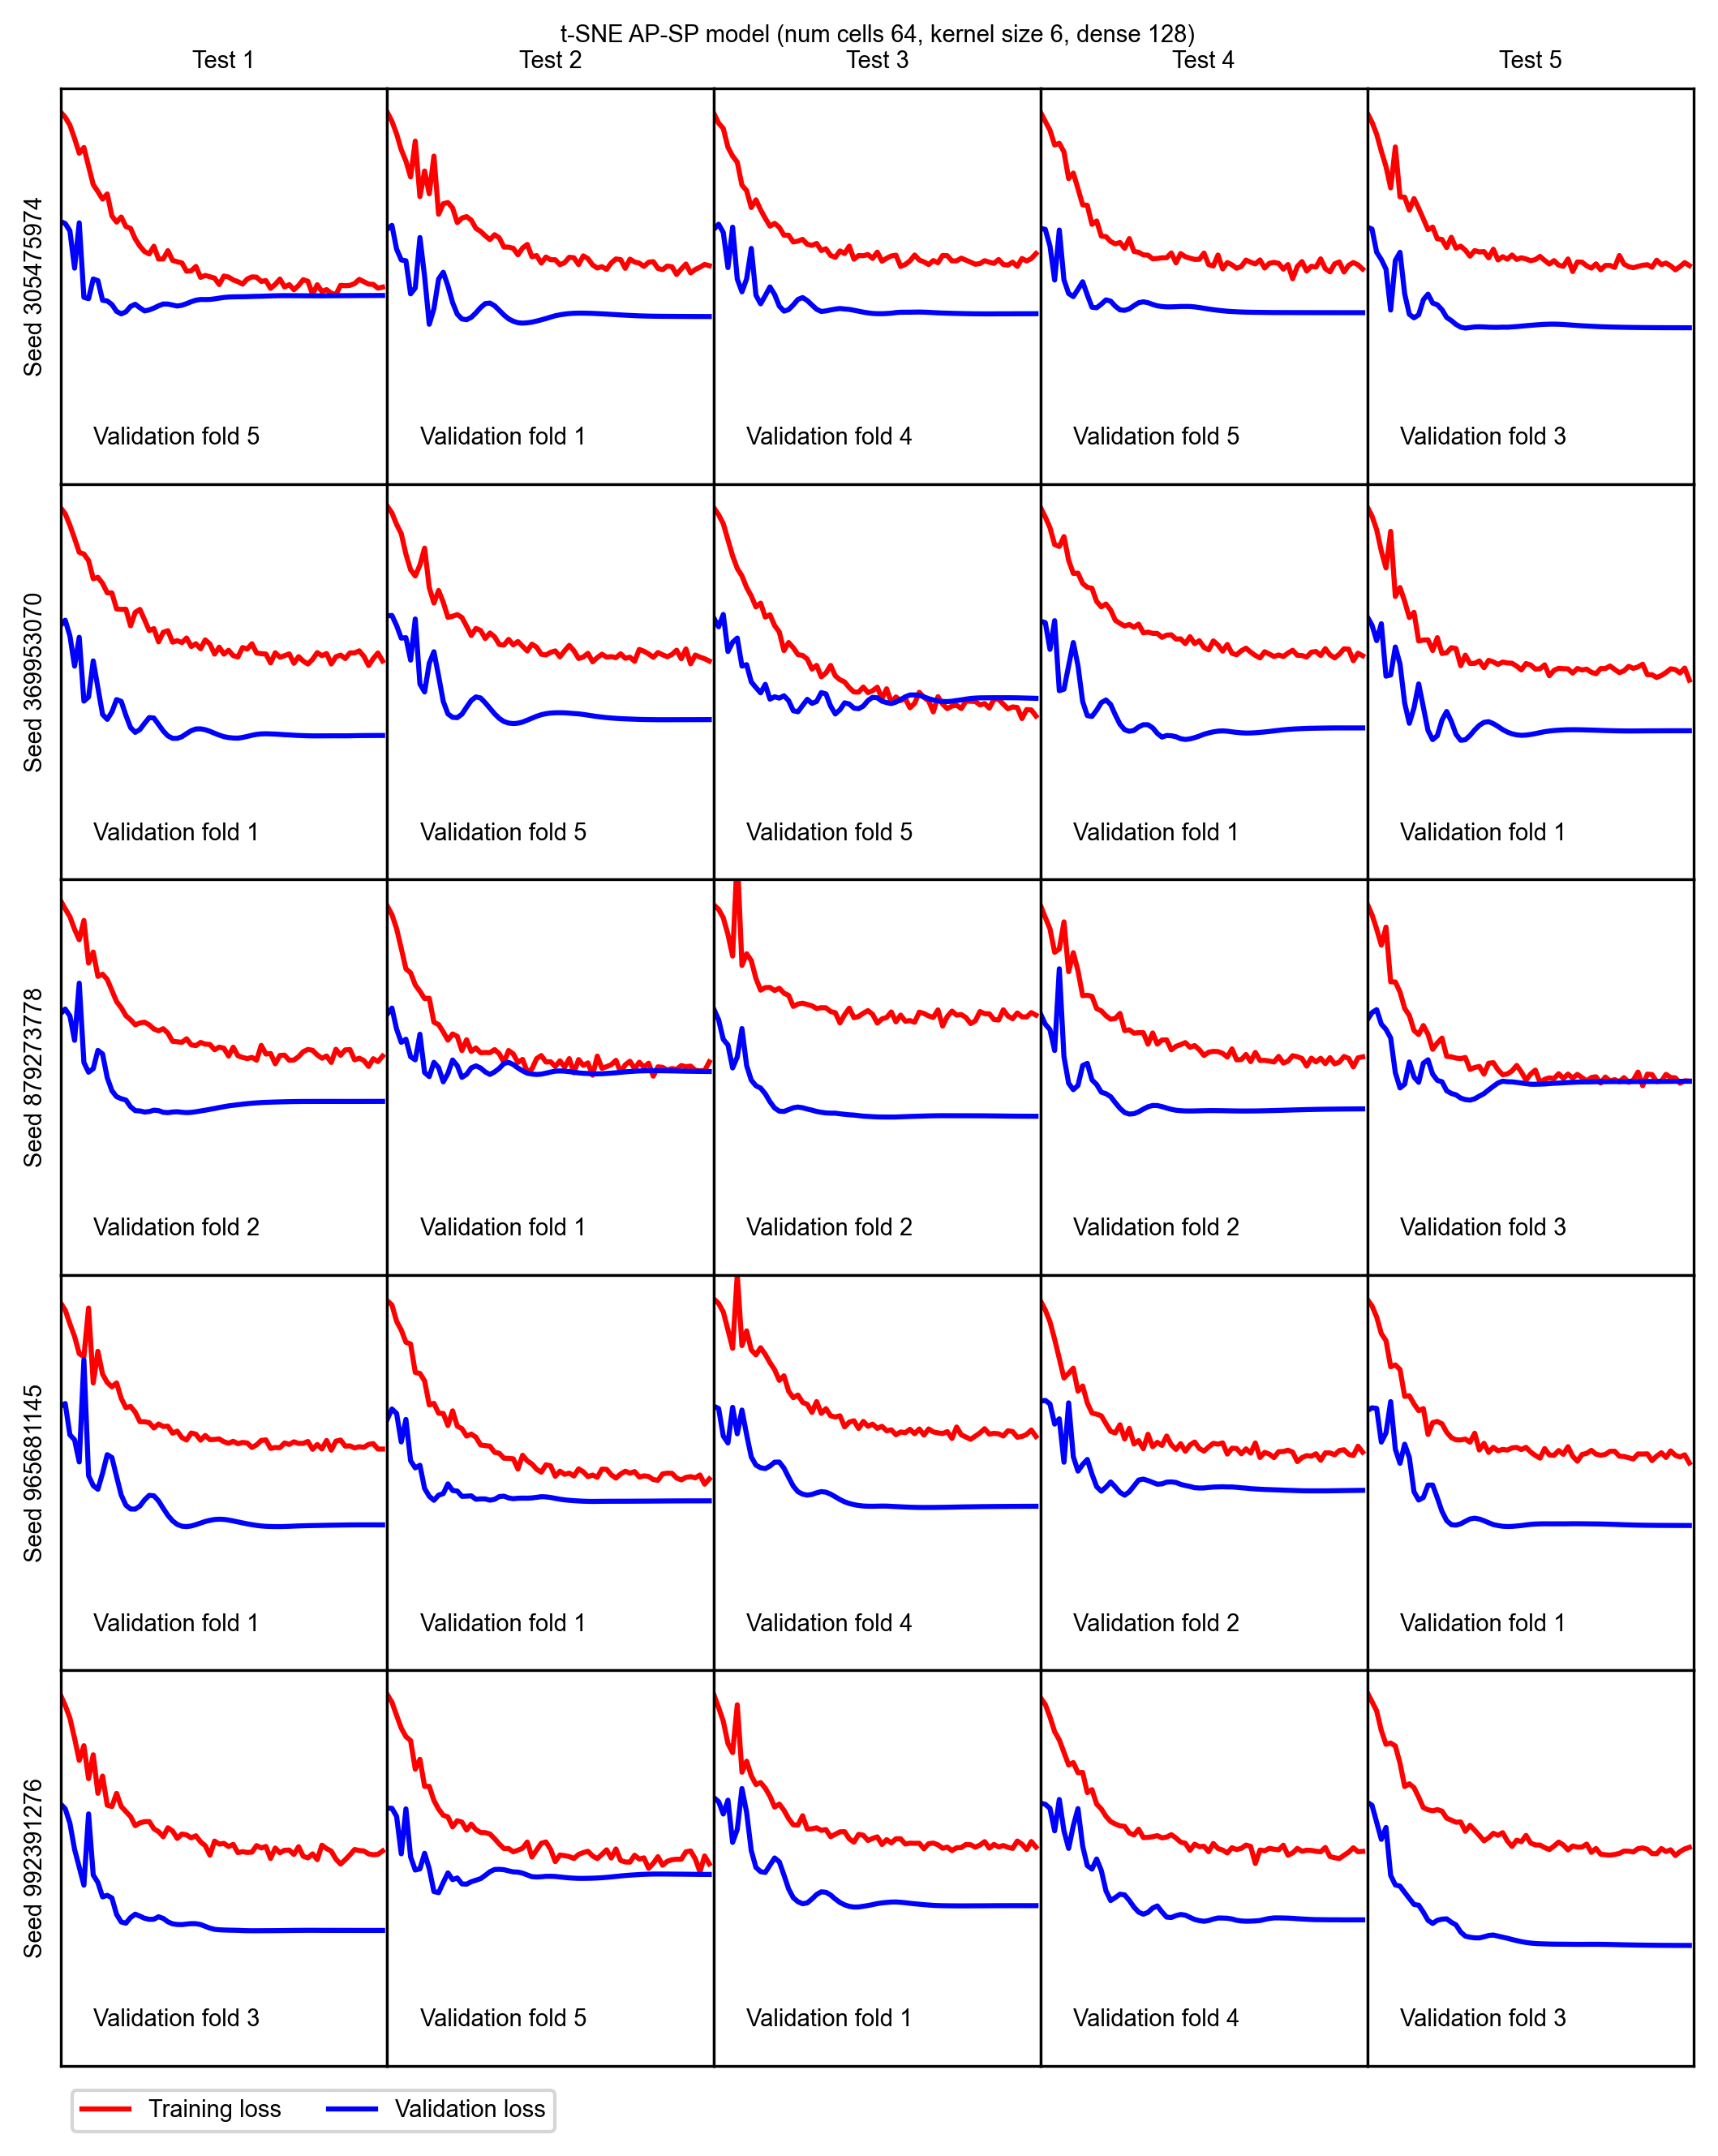 t-SNE AP-SP model (num cells 64, kernel size 6, dense 128)
Test 1 Test 2 Test 3 Test 4 Test 5
Seed 305475974
Validation fold 5 Validation fold 1 Validation fold 4 Validation fold 5 Validation fold 3
Seed 369953070
Validation fold 1 Validation fold 5 Validation fold 5 Validation fold 1 Validation fold 1
Seed 879273778
Validation fold 2 Validation fold 1 Validation fold 2 Validation fold 2 Validation fold 3
Seed 965681145
Validation fold 1 Validation fold 1 Validation fold 4 Validation fold 2 Validation fold 1
Seed 992391276
Validation fold 3 Validation fold 5 Validation fold 1 Validation fold 4 Validation fold 3
Training loss Validation loss